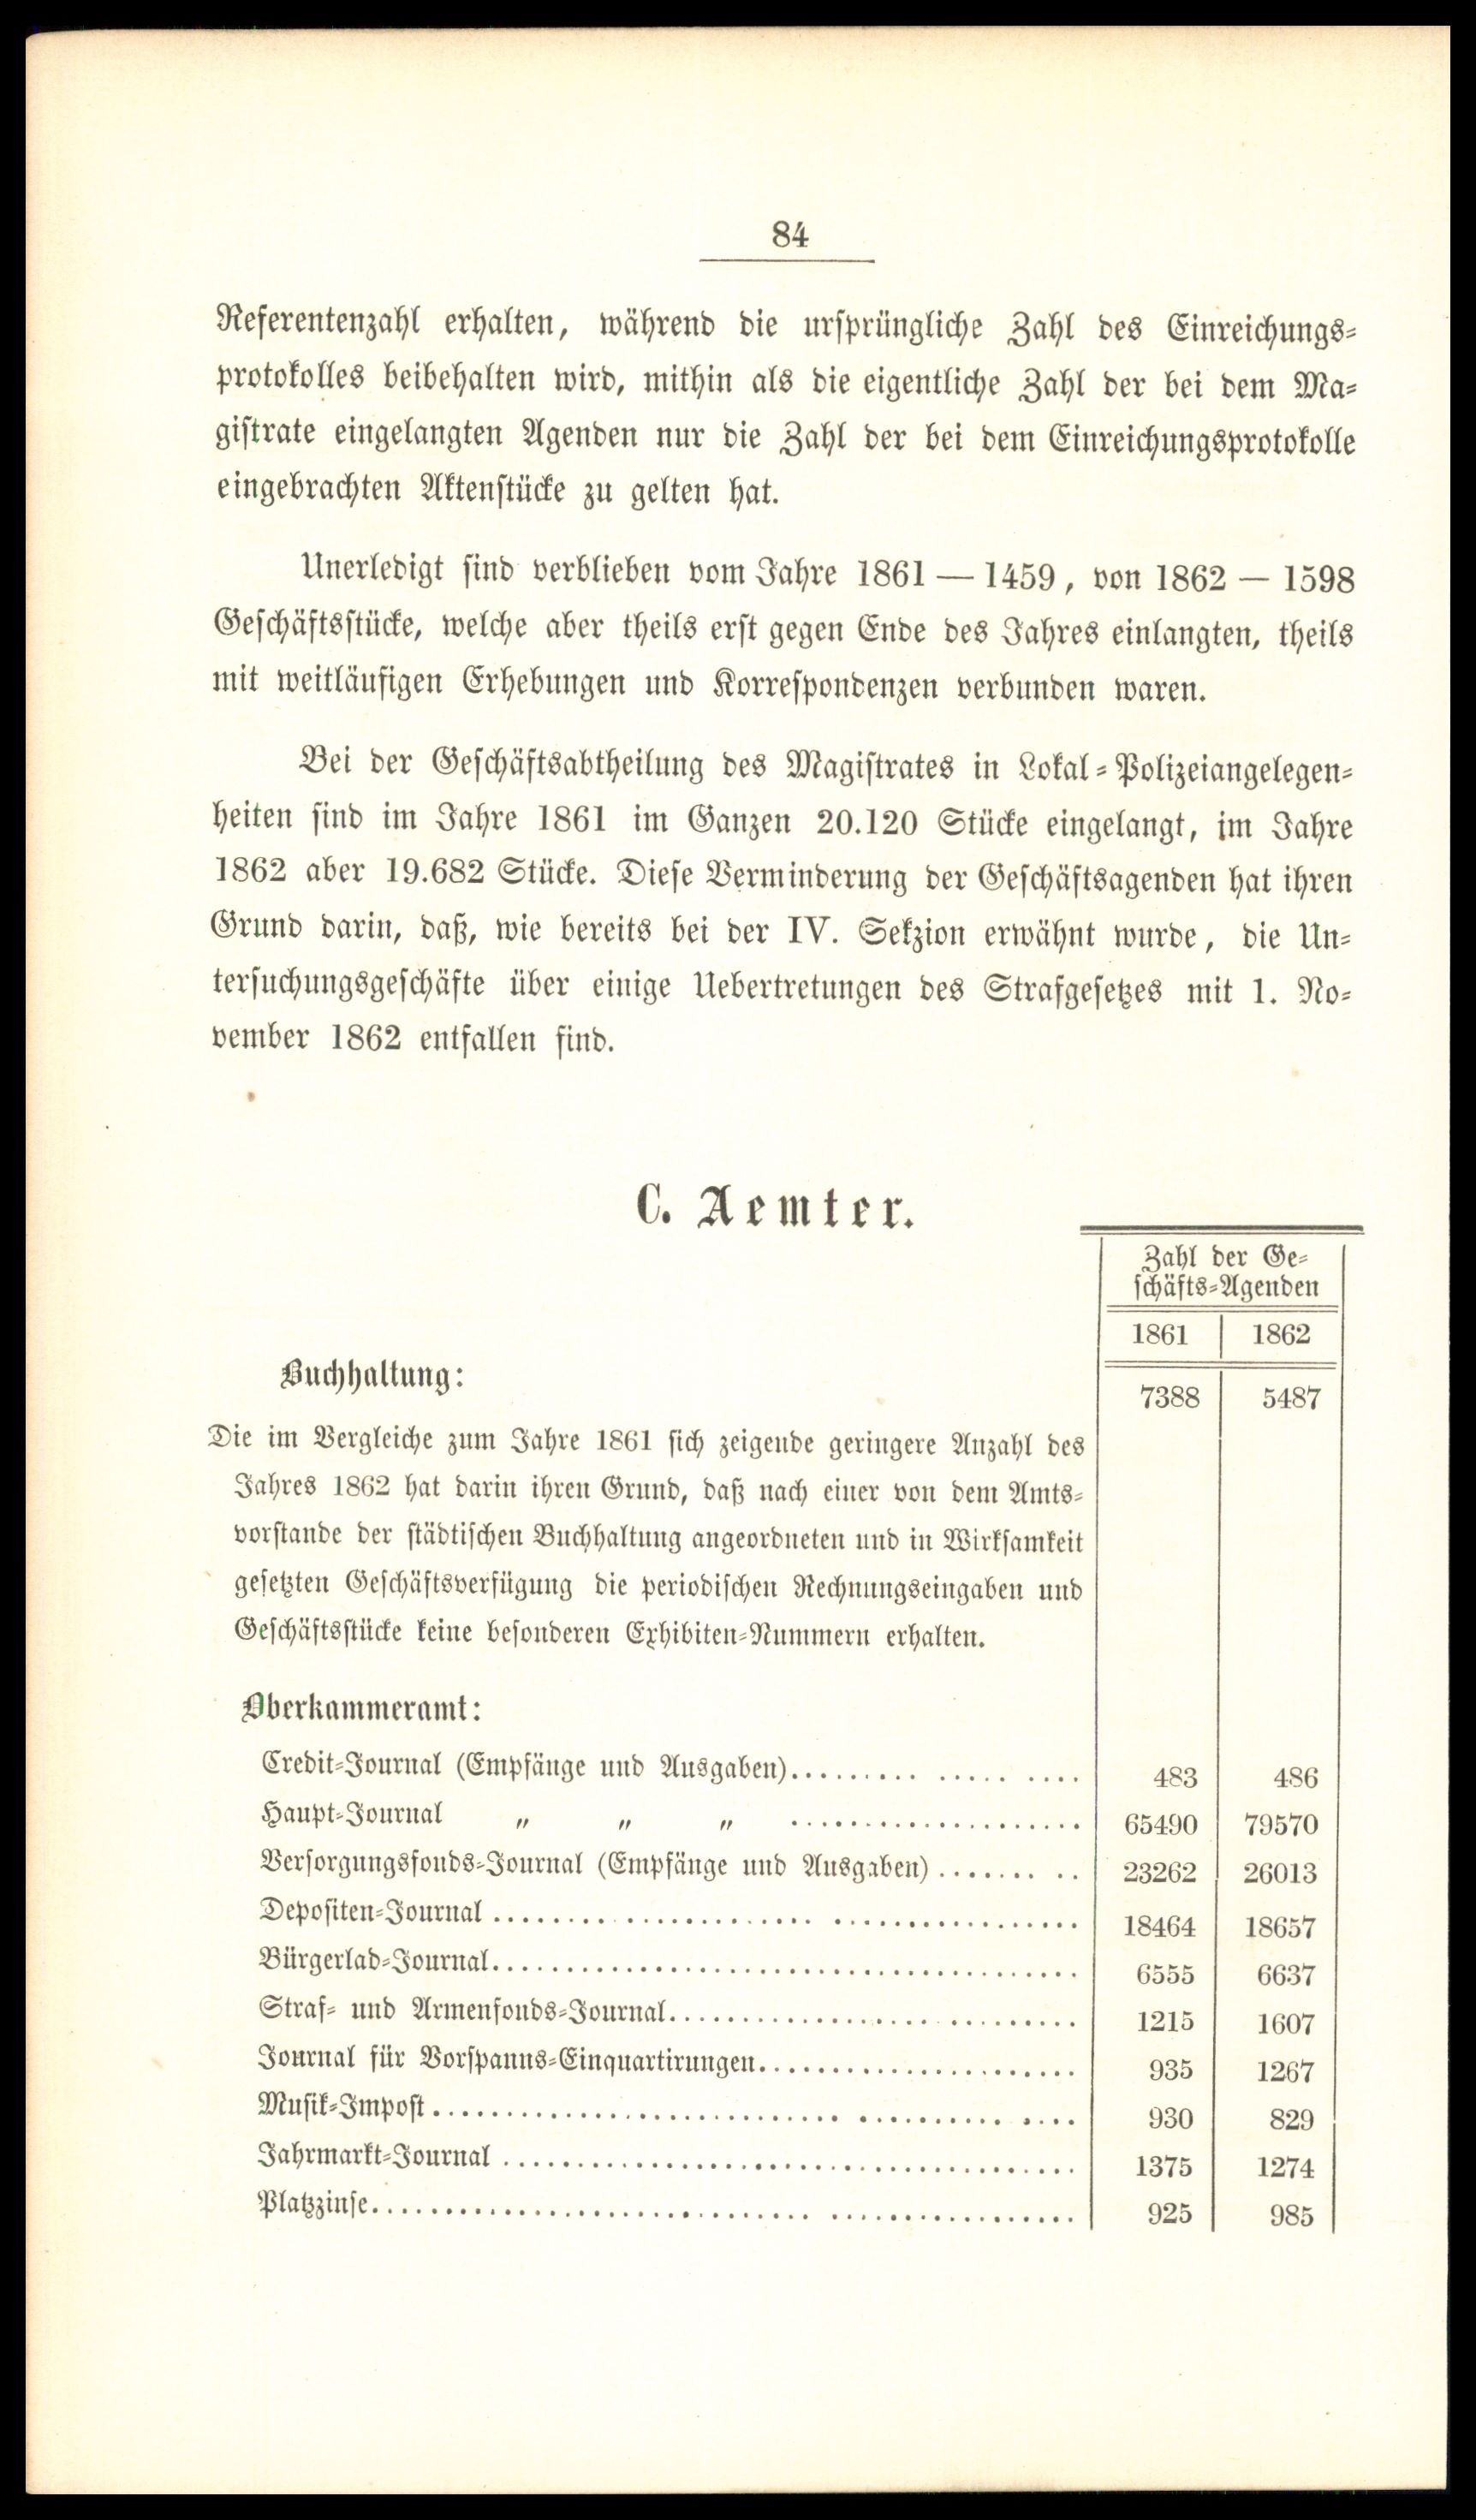 84
Referentenzahl erhalten, während die ursprüngliche Zahl des Einreichungs-
protokolles beibehalten wird, mithin als die eigentliche Zahl der bei dem Ma-
gistrate eingelangten Agenden nur die Zahl der bei dem Einreichungsprotokolle
eingebrachten Aktenstücke zu gelten hat.
Unerledigt sind verblieben vom Jahre 1861 — 1459, von 1862 — 1598
Geschäftsstücke, welche aber theils erst gegen Ende des Jahres einlangten, theils
mit weitläufigen Erhebungen und Korrespondenzen verbunden waren.
Bei der Geschäftsabtheilung des Magistrates in Lokal-Polizeiangelegen-
heiten sind im Jahre 1861 im Ganzen 20.120 Stücke eingelangt, im Jahre
1862 aber 19.682 Stücke. Diese Verminderung der Geschäftsagenden hat ihren
Grund darin, daß, wie bereits bei der IV. Sekzion erwähnt wurde, die Un-
tersuchungsgeschäfte über einige Uebertretungen des Strafgesetzes mit 1. No-
vember 1862 entfallen sind.
C. Aemter.
Zahl der Ge-
schäfts-Agenden
1861 1862
Buchhaltung:
7388 5487
Die im Vergleiche zum Jahre 1861 sich zeigende geringere Anzahl des
Jahres 1862 hat darin ihren Grund, daß nach einer von dem Amts-
vorstande der städtischen Buchhaltung angeordneten und in Wirksamkeit
gesetzten Geschäftsverfügung die periodischen Rechnungseingaben und
Geschäftsstücke keine besonderen Exhibiten-Nummern erhalten.
Oberkammeramt:
Credit-Journal (Empfänge und Ausgaben)......... ..... .... 483 486
Haupt-Journal „ „ „ .................... 65490 79570
Versorgungsfonds-Journal (Empfänge und Ausgaben) ....... .. 23262 26013
Depositen-Journal ...................... ................. 18464 18657
Bürgerlad-Journal........................................ 6555 6637
Straf- und Armenfonds-Journal.................. ......... 1215 1607
Journal für Vorspanns-Einquartirungen...................... 935 1267
Musik-Impost............................ .......... .... 930 829
Jahrmarkt-Journal ....................................... 1375 1274
Platzzinse.............................. ................. 925 985